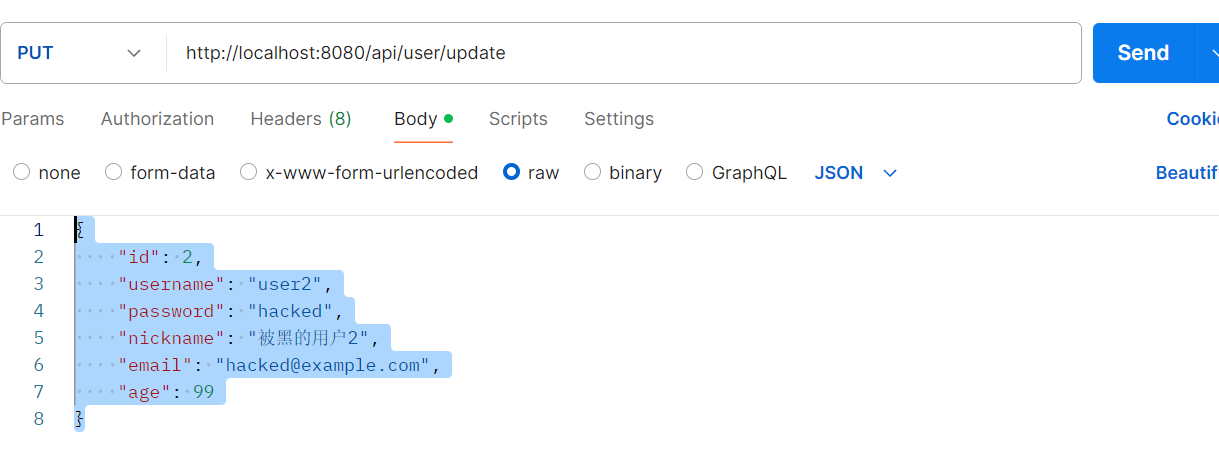 PUT http://localhost:8080/api/user/update Send
Params Authorization Headers (8) Body Scripts Settings Cooki
none form-data x-www-form-urlencoded raw binary GraphQL JSON Beautif
1 {
2 "id": 2,
3 "username": "user2",
4 "password": "hacked",
5 "nickname": "被黑的用户2",
6 "email": "hacked@example.com",
7 "age": 99
8 }